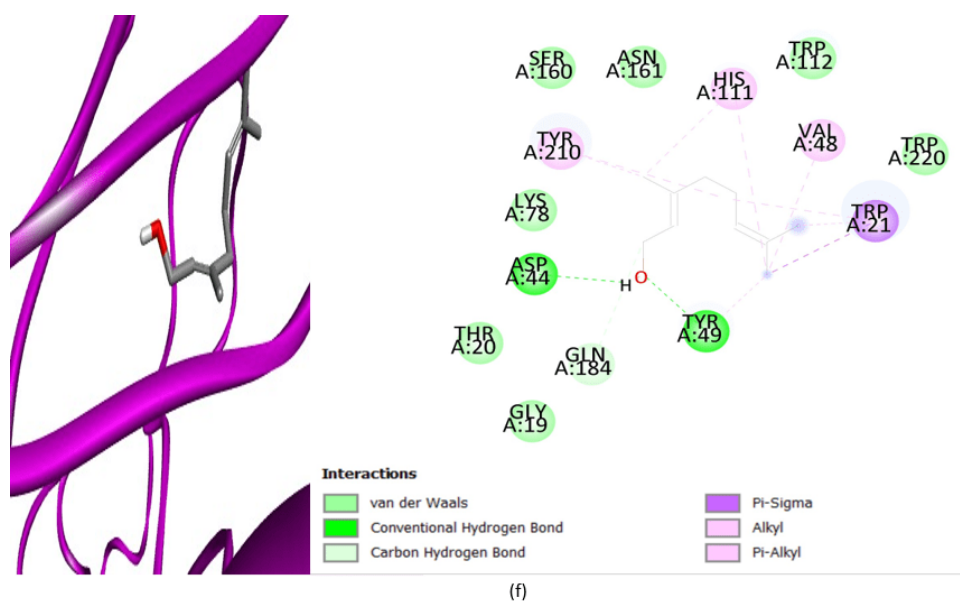 SER
A:160
ASN
A:161
TRP
A:112
HIS
A:111
TYR
A:210
VAL
A:48
TRP
A:220
LYS
A:78
TRP
A:21
ASP
A:44
H
O
TYR
A:49
THR
A:20
GLN
A:184
GLY
A:19
Interactions
van der Waals
Conventional Hydrogen Bond
Carbon Hydrogen Bond
Pi-Sigma
Alkyl
Pi-Alkyl
(f)